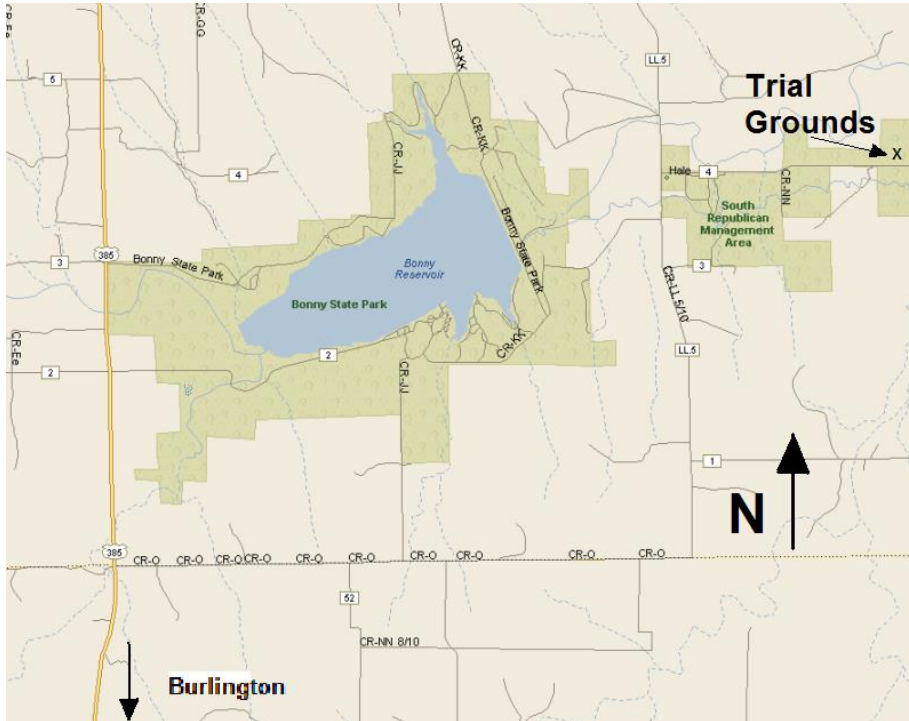 CR-Ee
CR-GG
CR-KK
5
LL.5
Trial
Grounds
X
CR-KK
CR-JJ
4
Hale
4
CR-NN
South
Republican
Management
Area
385
3
Bonny State Park
Bonny
Reservoir
Bonny State Park
3
Bonny State Park
CR-LL.5/10
CR-Ee
2
CR-KK
LL.5
2
CR-JJ
1
N
385
CR-O
CR-O
CR-O
CR-O
CR-O
CR-O
CR-O
CR-O
CR-O
52
CR-NN 8/10
Burlington